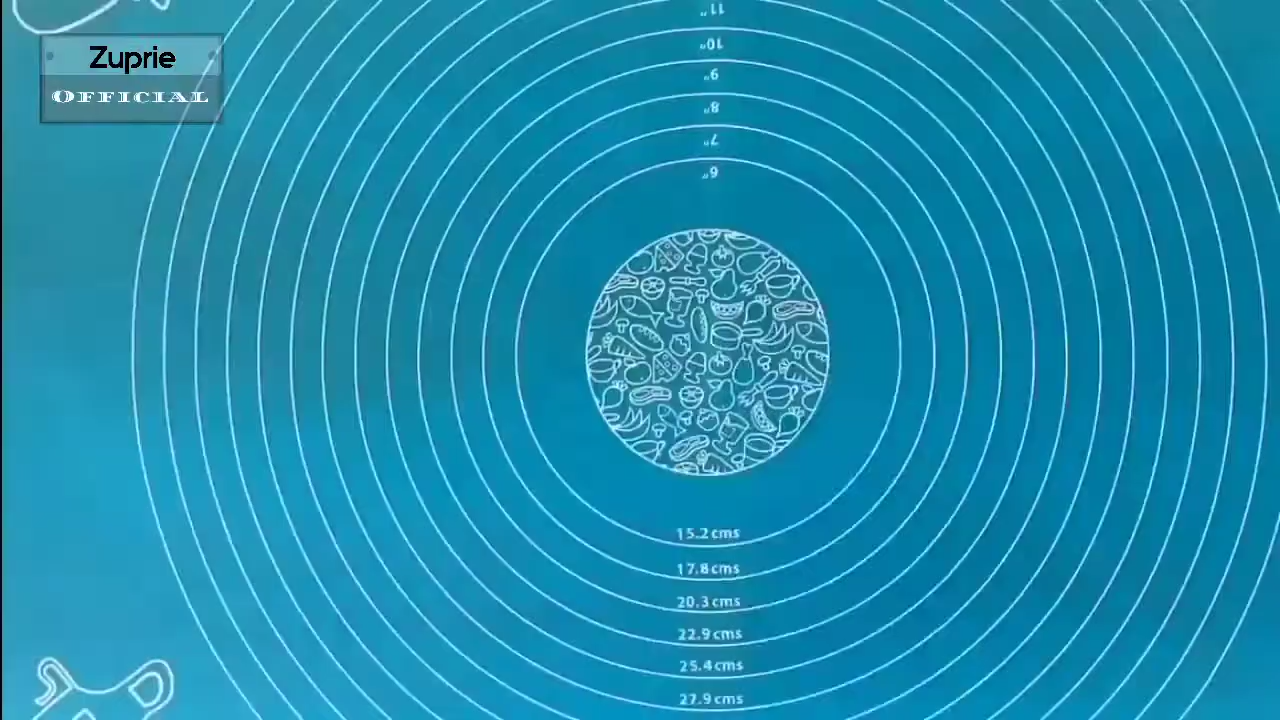 11"
Zuprie
OFFICIAL
10"
9"
8"
7"
6"
15.2 cms
17.8 cms
20.3 cms
22.9 cms
25.4 cms
27.9 cms